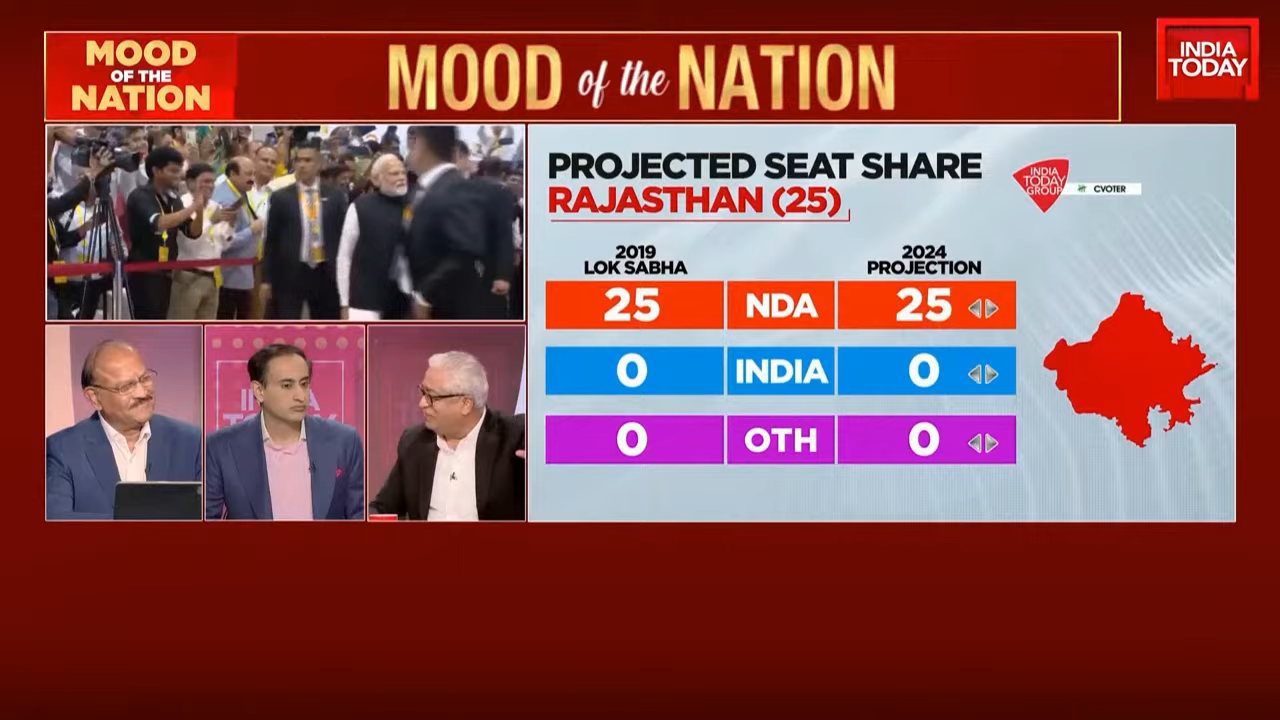 MOOD
OF THE
NATION
MOOD of the NATION
INDIA
TODAY
PROJECTED SEAT SHARE
RAJASTHAN (25)
INDIA
TODAY
GROUP
CVOTER
2019
LOK SABHA
2024
PROJECTION
25 NDA 25
0 INDIA 0
0 OTH 0